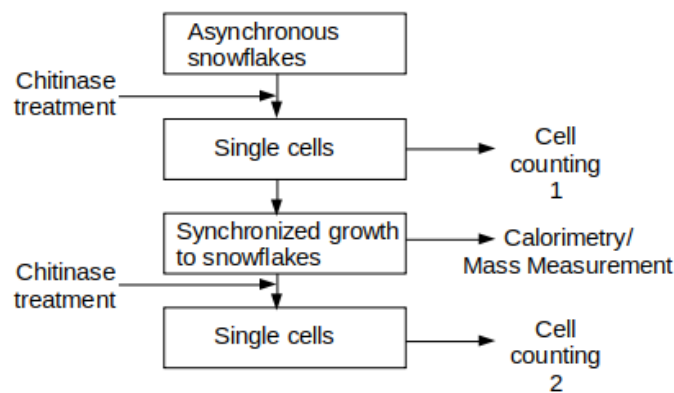 Asynchronous
snowflakes
Chitinase
treatment
Single cells
Cell
counting
1
Synchronized growth
to snowflakes
Calorimetry/
Mass Measurement
Chitinase
treatment
Single cells
Cell
counting
2